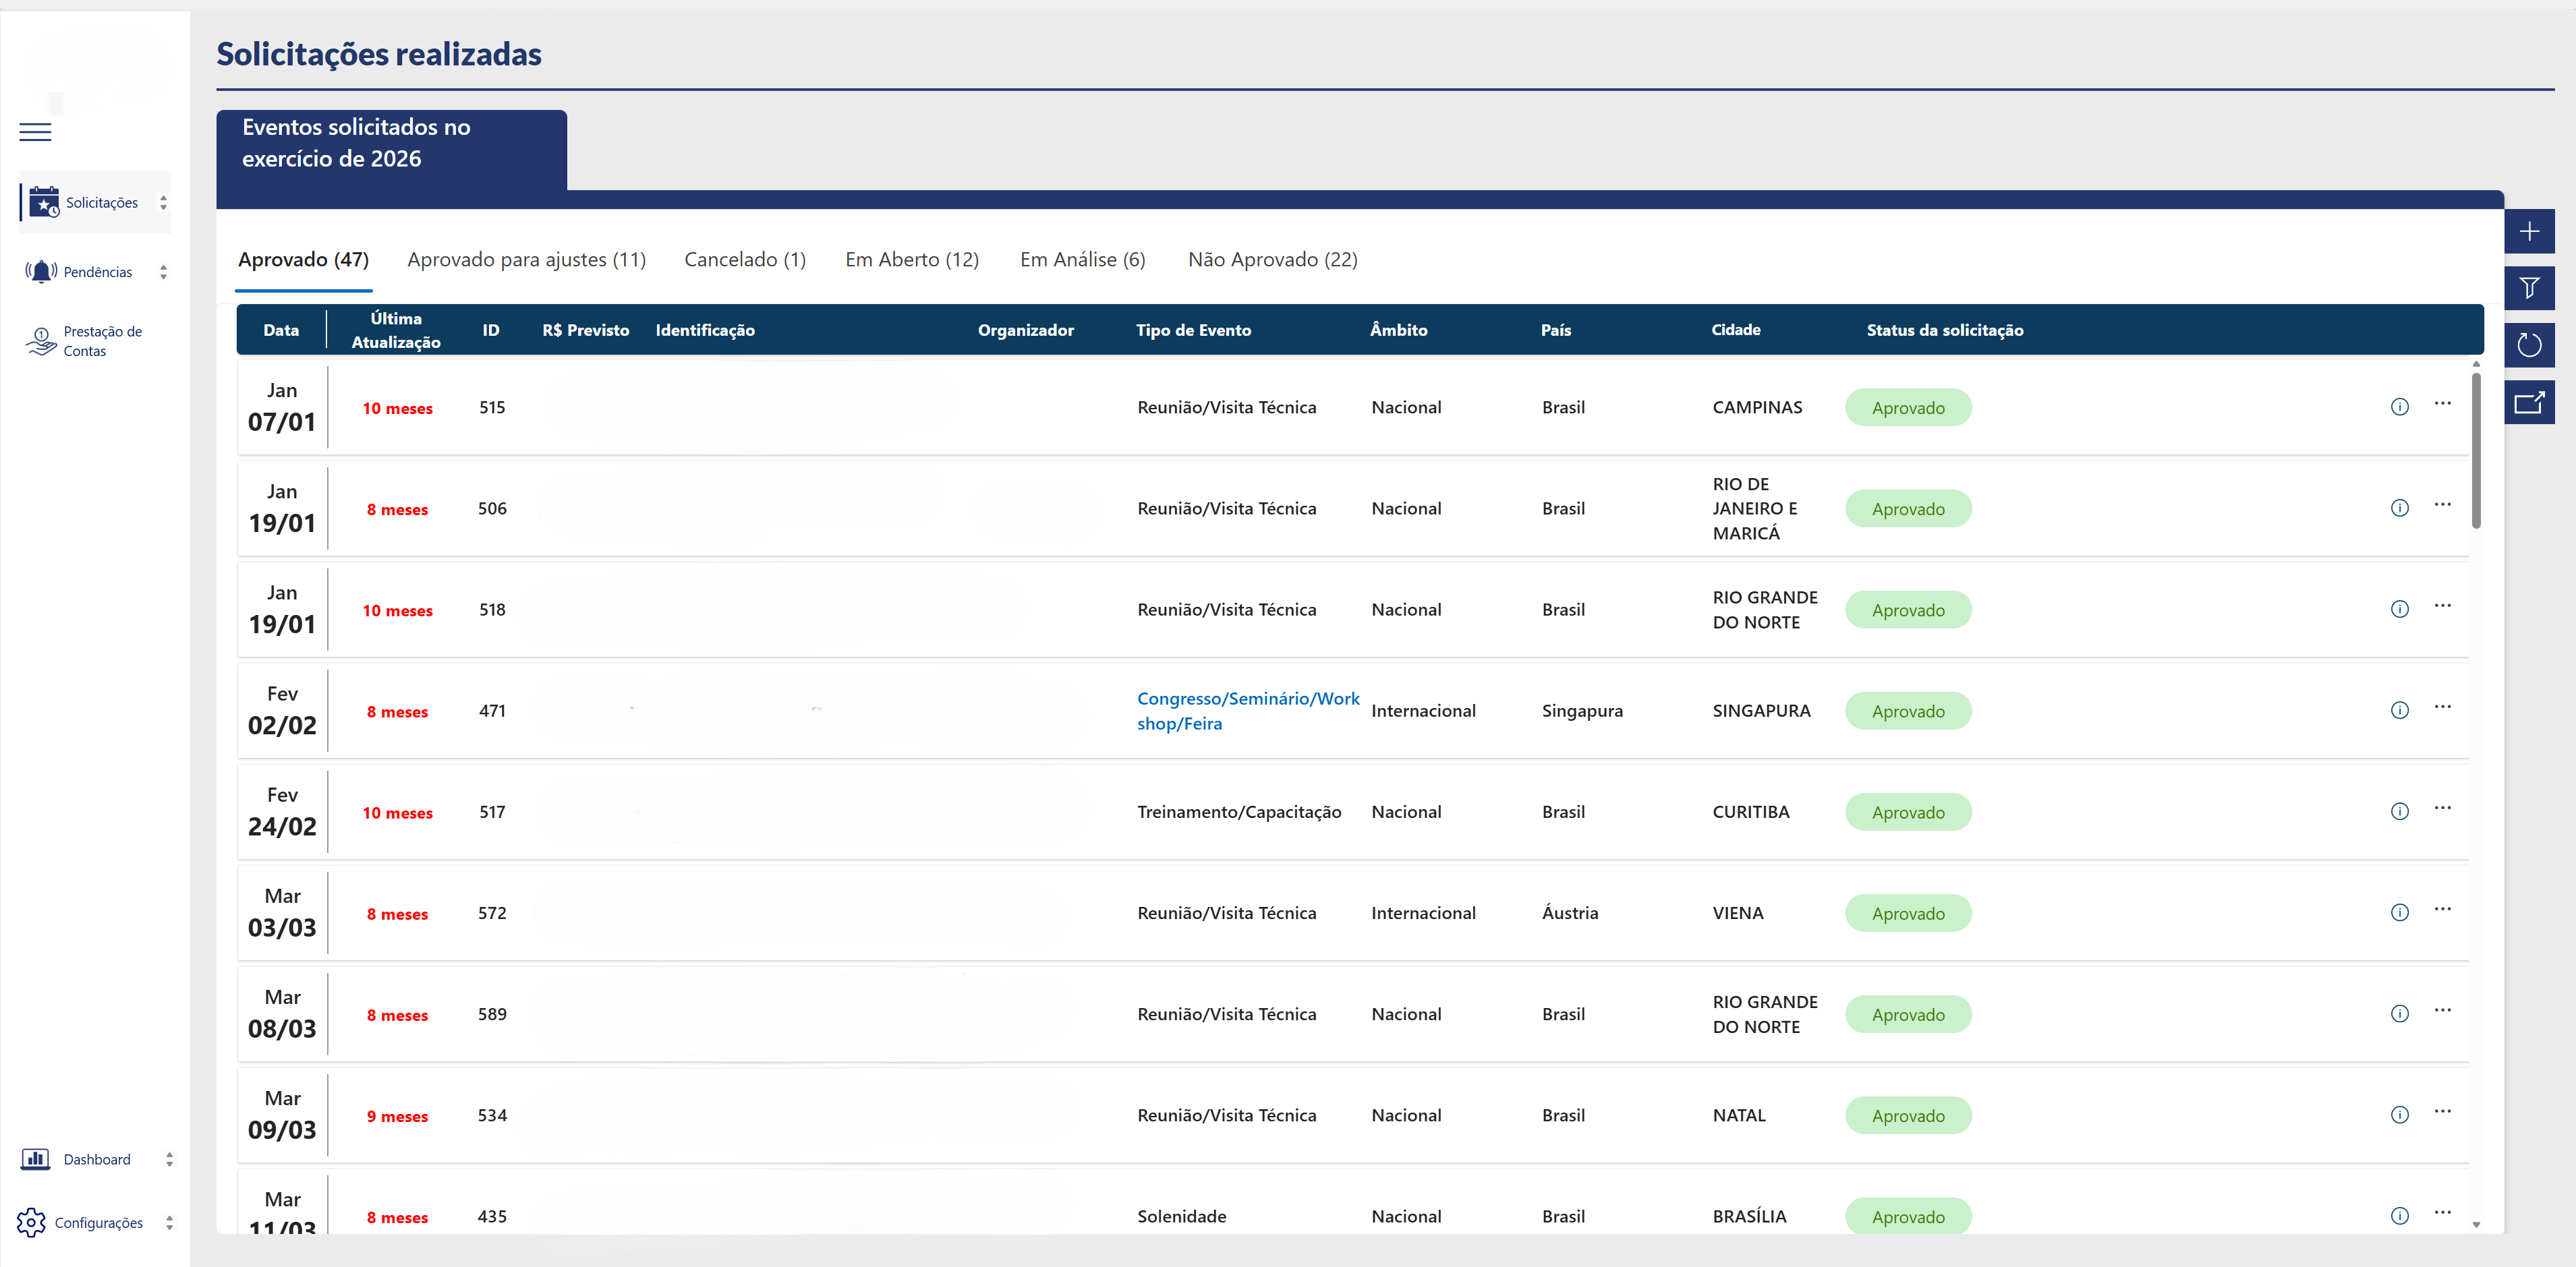 Solicitações realizadas
Eventos solicitados no
exercício de 2026
Solicitações
Pendências
Prestação de
Contas
Dashboard
Configurações
Aprovado (47) Aprovado para ajustes (11) Cancelado (1) Em Aberto (12) Em Análise (6) Não Aprovado (22)
Data Última Atualização ID R$ Previsto Identificação Organizador Tipo de Evento Âmbito País Cidade Status da solicitação
Jan
07/01 10 meses 515 Reunião/Visita Técnica Nacional Brasil CAMPINAS Aprovado
Jan
19/01 8 meses 506 Reunião/Visita Técnica Nacional Brasil RIO DE JANEIRO E MARICÁ Aprovado
Jan
19/01 10 meses 518 Reunião/Visita Técnica Nacional Brasil RIO GRANDE DO NORTE Aprovado
Fev
02/02 8 meses 471 Congresso/Seminário/Workshop/Feira Internacional Singapura SINGAPURA Aprovado
Fev
24/02 10 meses 517 Treinamento/Capacitação Nacional Brasil CURITIBA Aprovado
Mar
03/03 8 meses 572 Reunião/Visita Técnica Internacional Áustria VIENA Aprovado
Mar
08/03 8 meses 589 Reunião/Visita Técnica Nacional Brasil RIO GRANDE DO NORTE Aprovado
Mar
09/03 9 meses 534 Reunião/Visita Técnica Nacional Brasil NATAL Aprovado
Mar
11/03 8 meses 435 Solenidade Nacional Brasil BRASÍLIA Aprovado